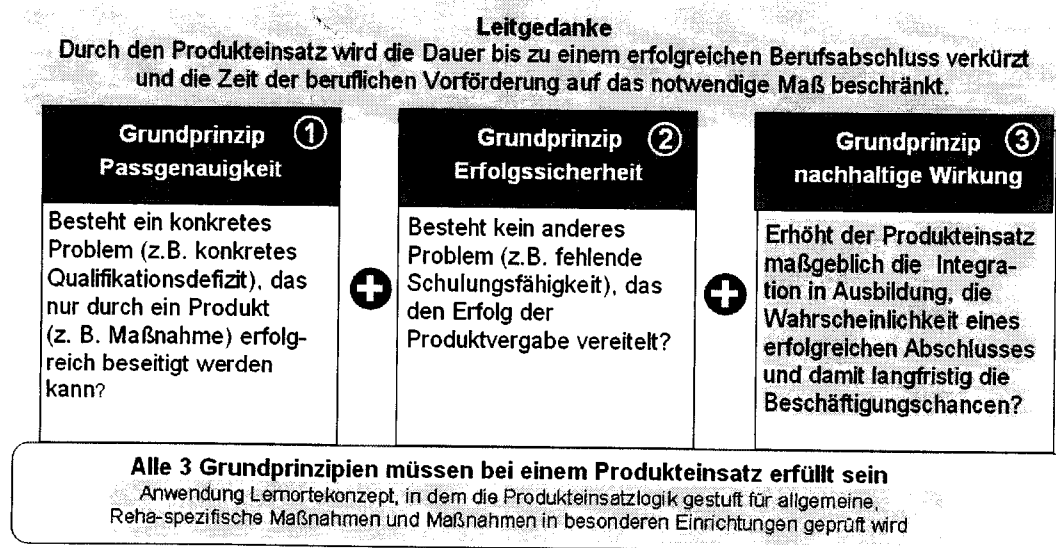 Leitgedanke
Durch den Produkteinsatz wird die Dauer bis zu einem erfolgreichen Berufsabschluss verkürzt
und die Zeit der beruflichen Vorförderung auf das notwendige Maß beschränkt.
Grundprinzip ①
Passgenauigkeit
Besteht ein konkretes
Problem (z.B. konkretes
Qualifikationsdefizit), das
nur durch ein Produkt
(z. B. Maßnahme) erfolg-
reich beseitigt werden
kann?
Grundprinzip ②
Erfolgssicherheit
Besteht kein anderes
Problem (z.B. fehlende
Schulungsfähigkeit), das
den Erfolg der
Produktvergabe vereitelt?
Grundprinzip ③
nachhaltige Wirkung
Erhöht der Produkteinsatz
maßgeblich die Integra-
tion in Ausbildung, die
Wahrscheinlichkeit eines
erfolgreichen Abschlusses
und damit langfristig die
Beschäftigungschancen?
Alle 3 Grundprinzipien müssen bei einem Produkteinsatz erfüllt sein
Anwendung Lernortekonzept, in dem die Produkteinsatzlogik gestuft für allgemeine,
Reha-spezifische Maßnahmen und Maßnahmen in besonderen Einrichtungen geprüft wird